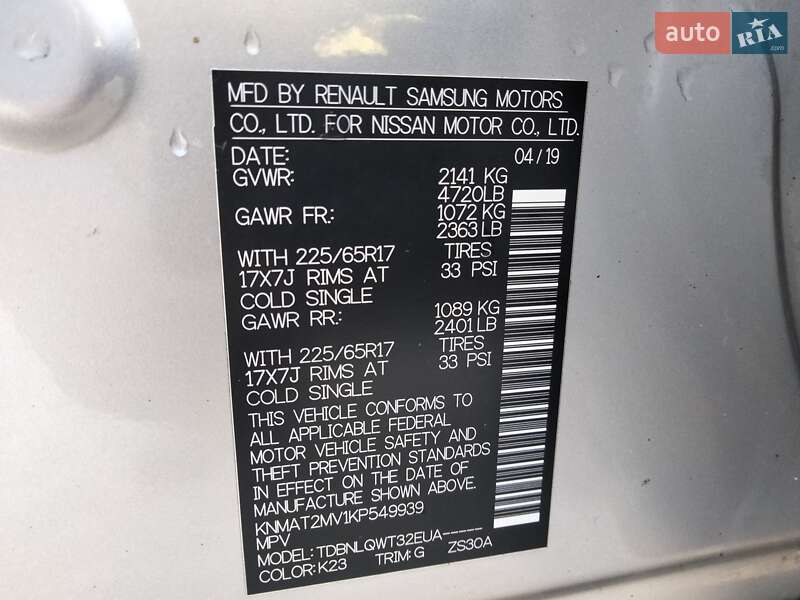 auto RIA .com
MFD BY RENAULT SAMSUNG MOTORS
CO., LTD. FOR NISSAN MOTOR CO., LTD.
DATE: 04/19
GVWR: 2141 KG
4720LB
GAWR FR: 1072 KG
2363 LB
WITH 225/65R17 TIRES
17X7J RIMS AT 33 PSI
COLD SINGLE
GAWR RR: 1089 KG
2401 LB
WITH 225/65R17 TIRES
17X7J RIMS AT 33 PSI
COLD SINGLE
THIS VEHICLE CONFORMS TO
ALL APPLICABLE FEDERAL
MOTOR VEHICLE SAFETY AND
THEFT PREVENTION STANDARDS
IN EFFECT ON THE DATE OF
MANUFACTURE SHOWN ABOVE.
KNMAT2MV1KP549939
MPV
MODEL: TDBNLQWT32EUA-----
COLOR: K23 TRIM: G ZS30A